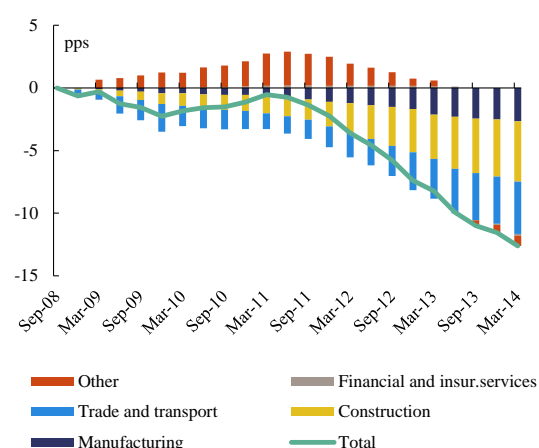 5
pps
0
-5
-10
-15
Sep-08
Mar-09
Sep-09
Mar-10
Sep-10
Mar-11
Sep-11
Mar-12
Sep-12
Mar-13
Sep-13
Mar-14
Other
Financial and insur.services
Trade and transport
Construction
Manufacturing
Total